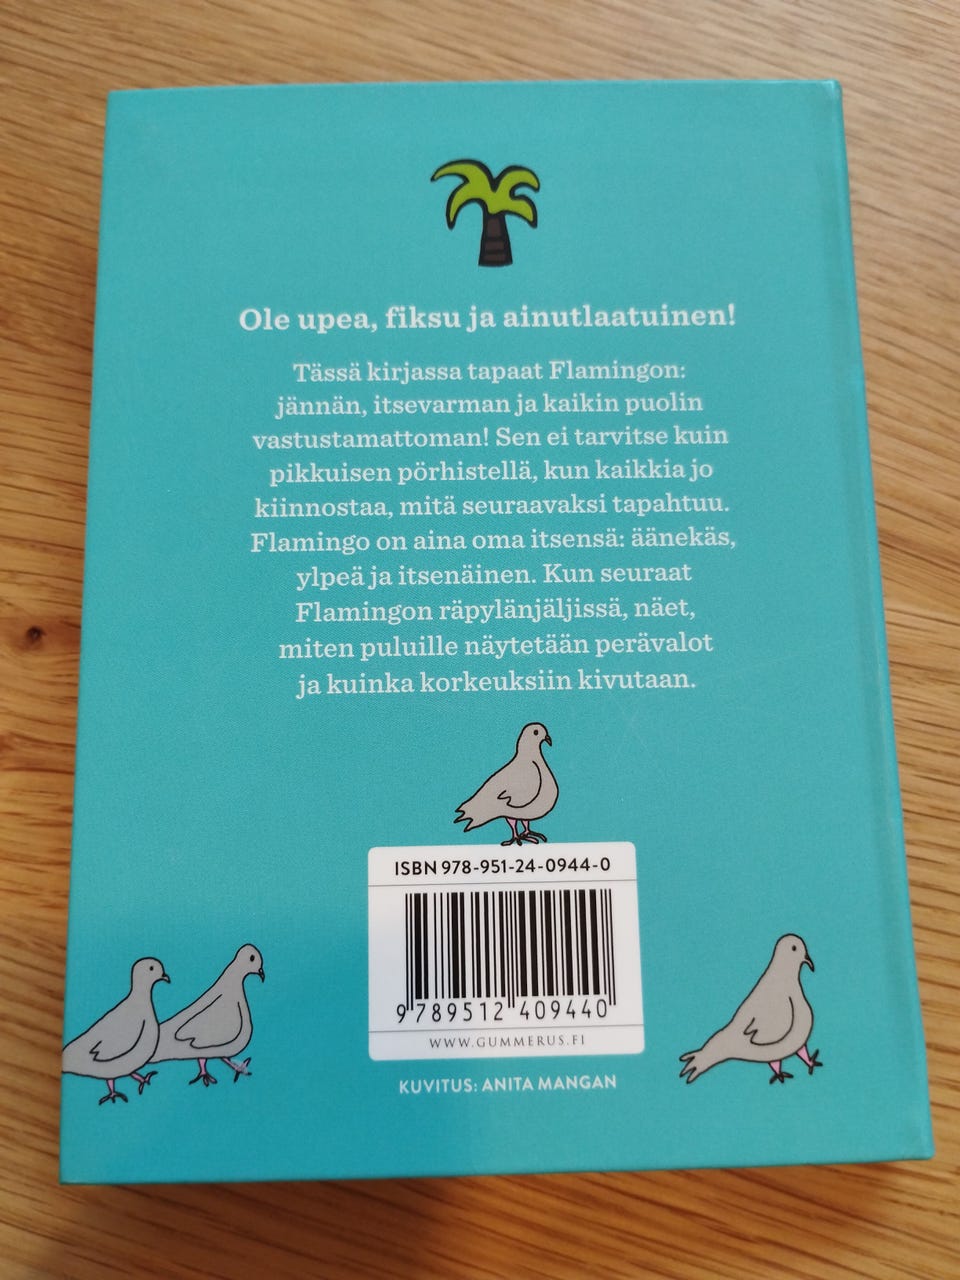 Ole upea, fiksu ja ainutlaatuinen!
Tässä kirjassa tapaat Flamingon:
jännän, itsevarman ja kaikin puolin
vastustamattoman! Sen ei tarvitse kuin
pikkuisen pörhistellä, kun kaikkia jo
kiinnostaa, mitä seuraavaksi tapahtuu.
Flamingo on aina oma itsensä: äänekäs,
ylpeä ja itsenäinen. Kun seuraat
Flamingon räpylänjäljissä, näet,
miten puluille näytetään perävalot
ja kuinka korkeuksiin kivutaan.
ISBN 978-951-24-0944-0
9 789512 409440
WWW.GUMMERUS.FI
KUVITUS: ANITA MANGAN